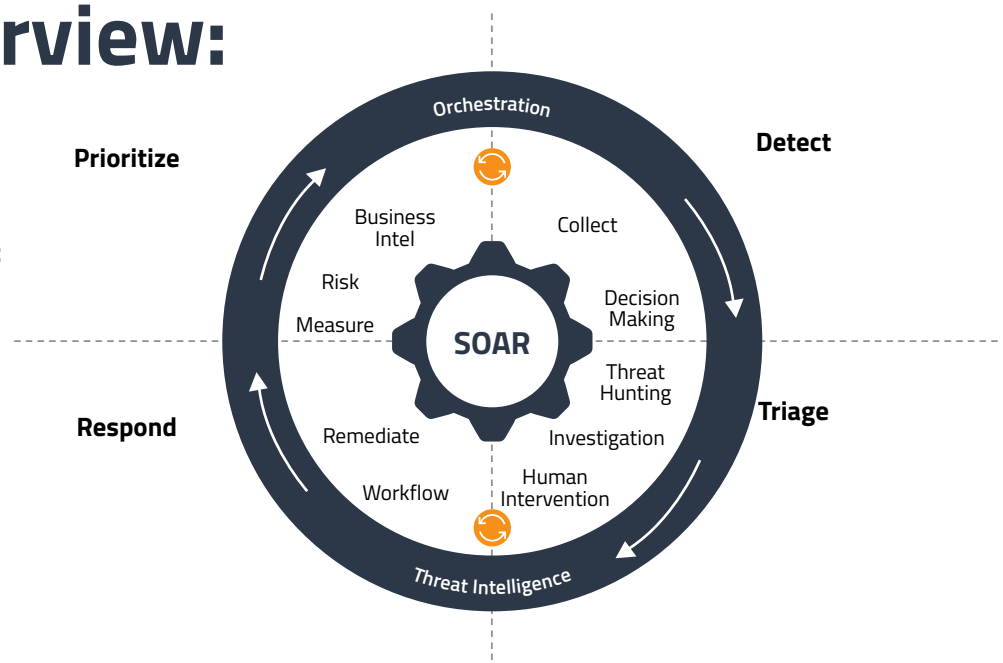 rview:
Orchestration
Prioritize
Detect
Business
Intel
Collect
Risk
Measure
Decision
Making
SOAR
Threat
Hunting
Respond
Triage
Remediate
Investigation
Workflow
Human
Intervention
Threat Intelligence